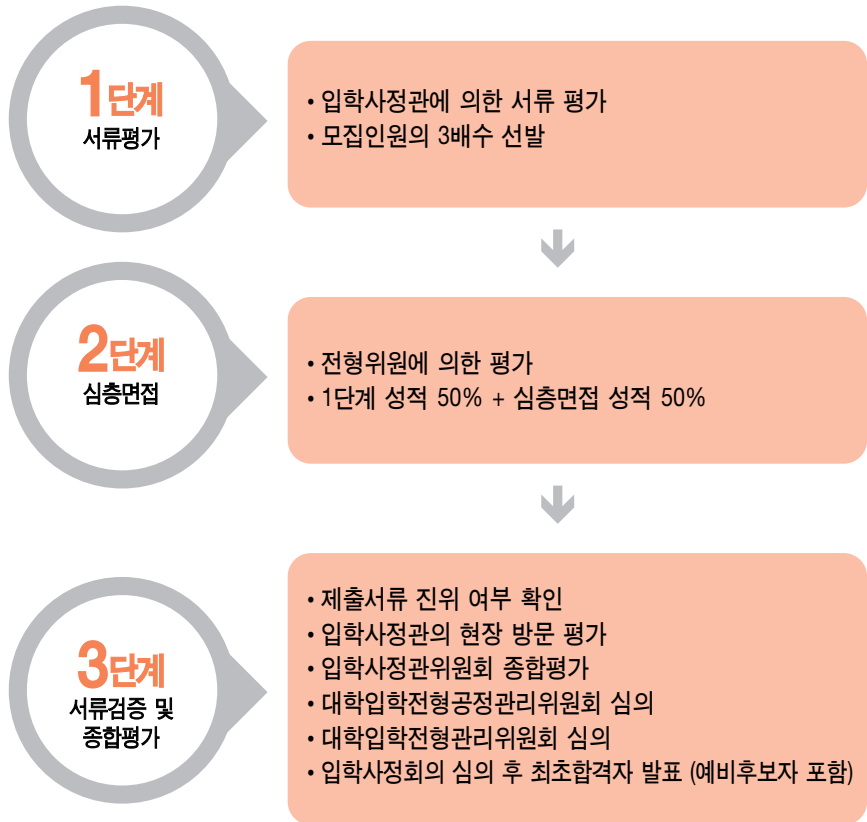 1단계
서류평가
• 입학사정관에 의한 서류 평가
• 모집인원의 3배수 선발
2단계
심층면접
• 전형위원에 의한 평가
• 1단계 성적 50% + 심층면접 성적 50%
3단계
서류검증 및
종합평가
• 제출서류 진위 여부 확인
• 입학사정관의 현장 방문 평가
• 입학사정관위원회 종합평가
• 대학입학전형공정관리위원회 심의
• 대학입학전형관리위원회 심의
• 입학사정회의 심의 후 최초합격자 발표 (예비후보자 포함)